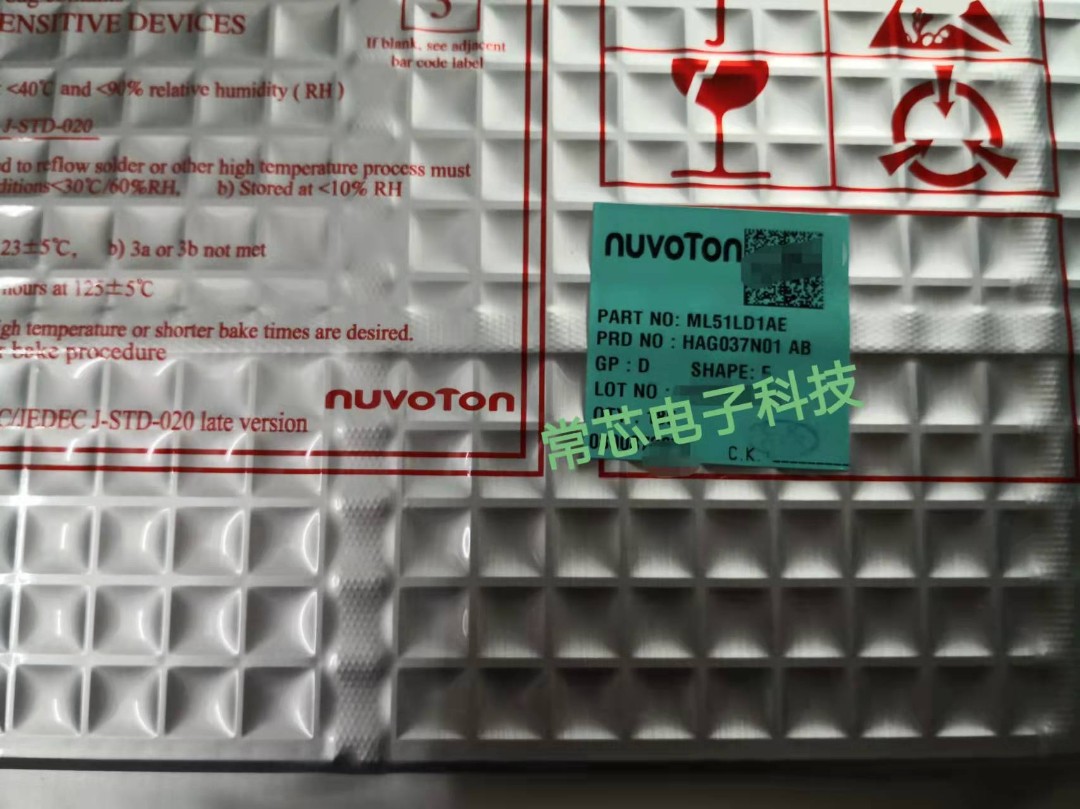 ENSITIVE DEVICES
3
If blank, see adjacent
bar code label
<40℃ and <90% relative humidity ( RH )
J-STD-020
d to reflow solder or other high temperature process must
ditions<30℃/60%RH, b) Stored at <10% RH
23±5℃, b) 3a or 3b not met
hours at 125±5℃
gh temperature or shorter bake times are desired.
bake procedure
nuvoTon
C/JEDEC J-STD-020 late version
nuvoTon
PART NO: ML51LD1AE
PRD NO : HAG037N01 AB
GP : D SHAPE:
LOT NO :
常芯电子科技
C.K.